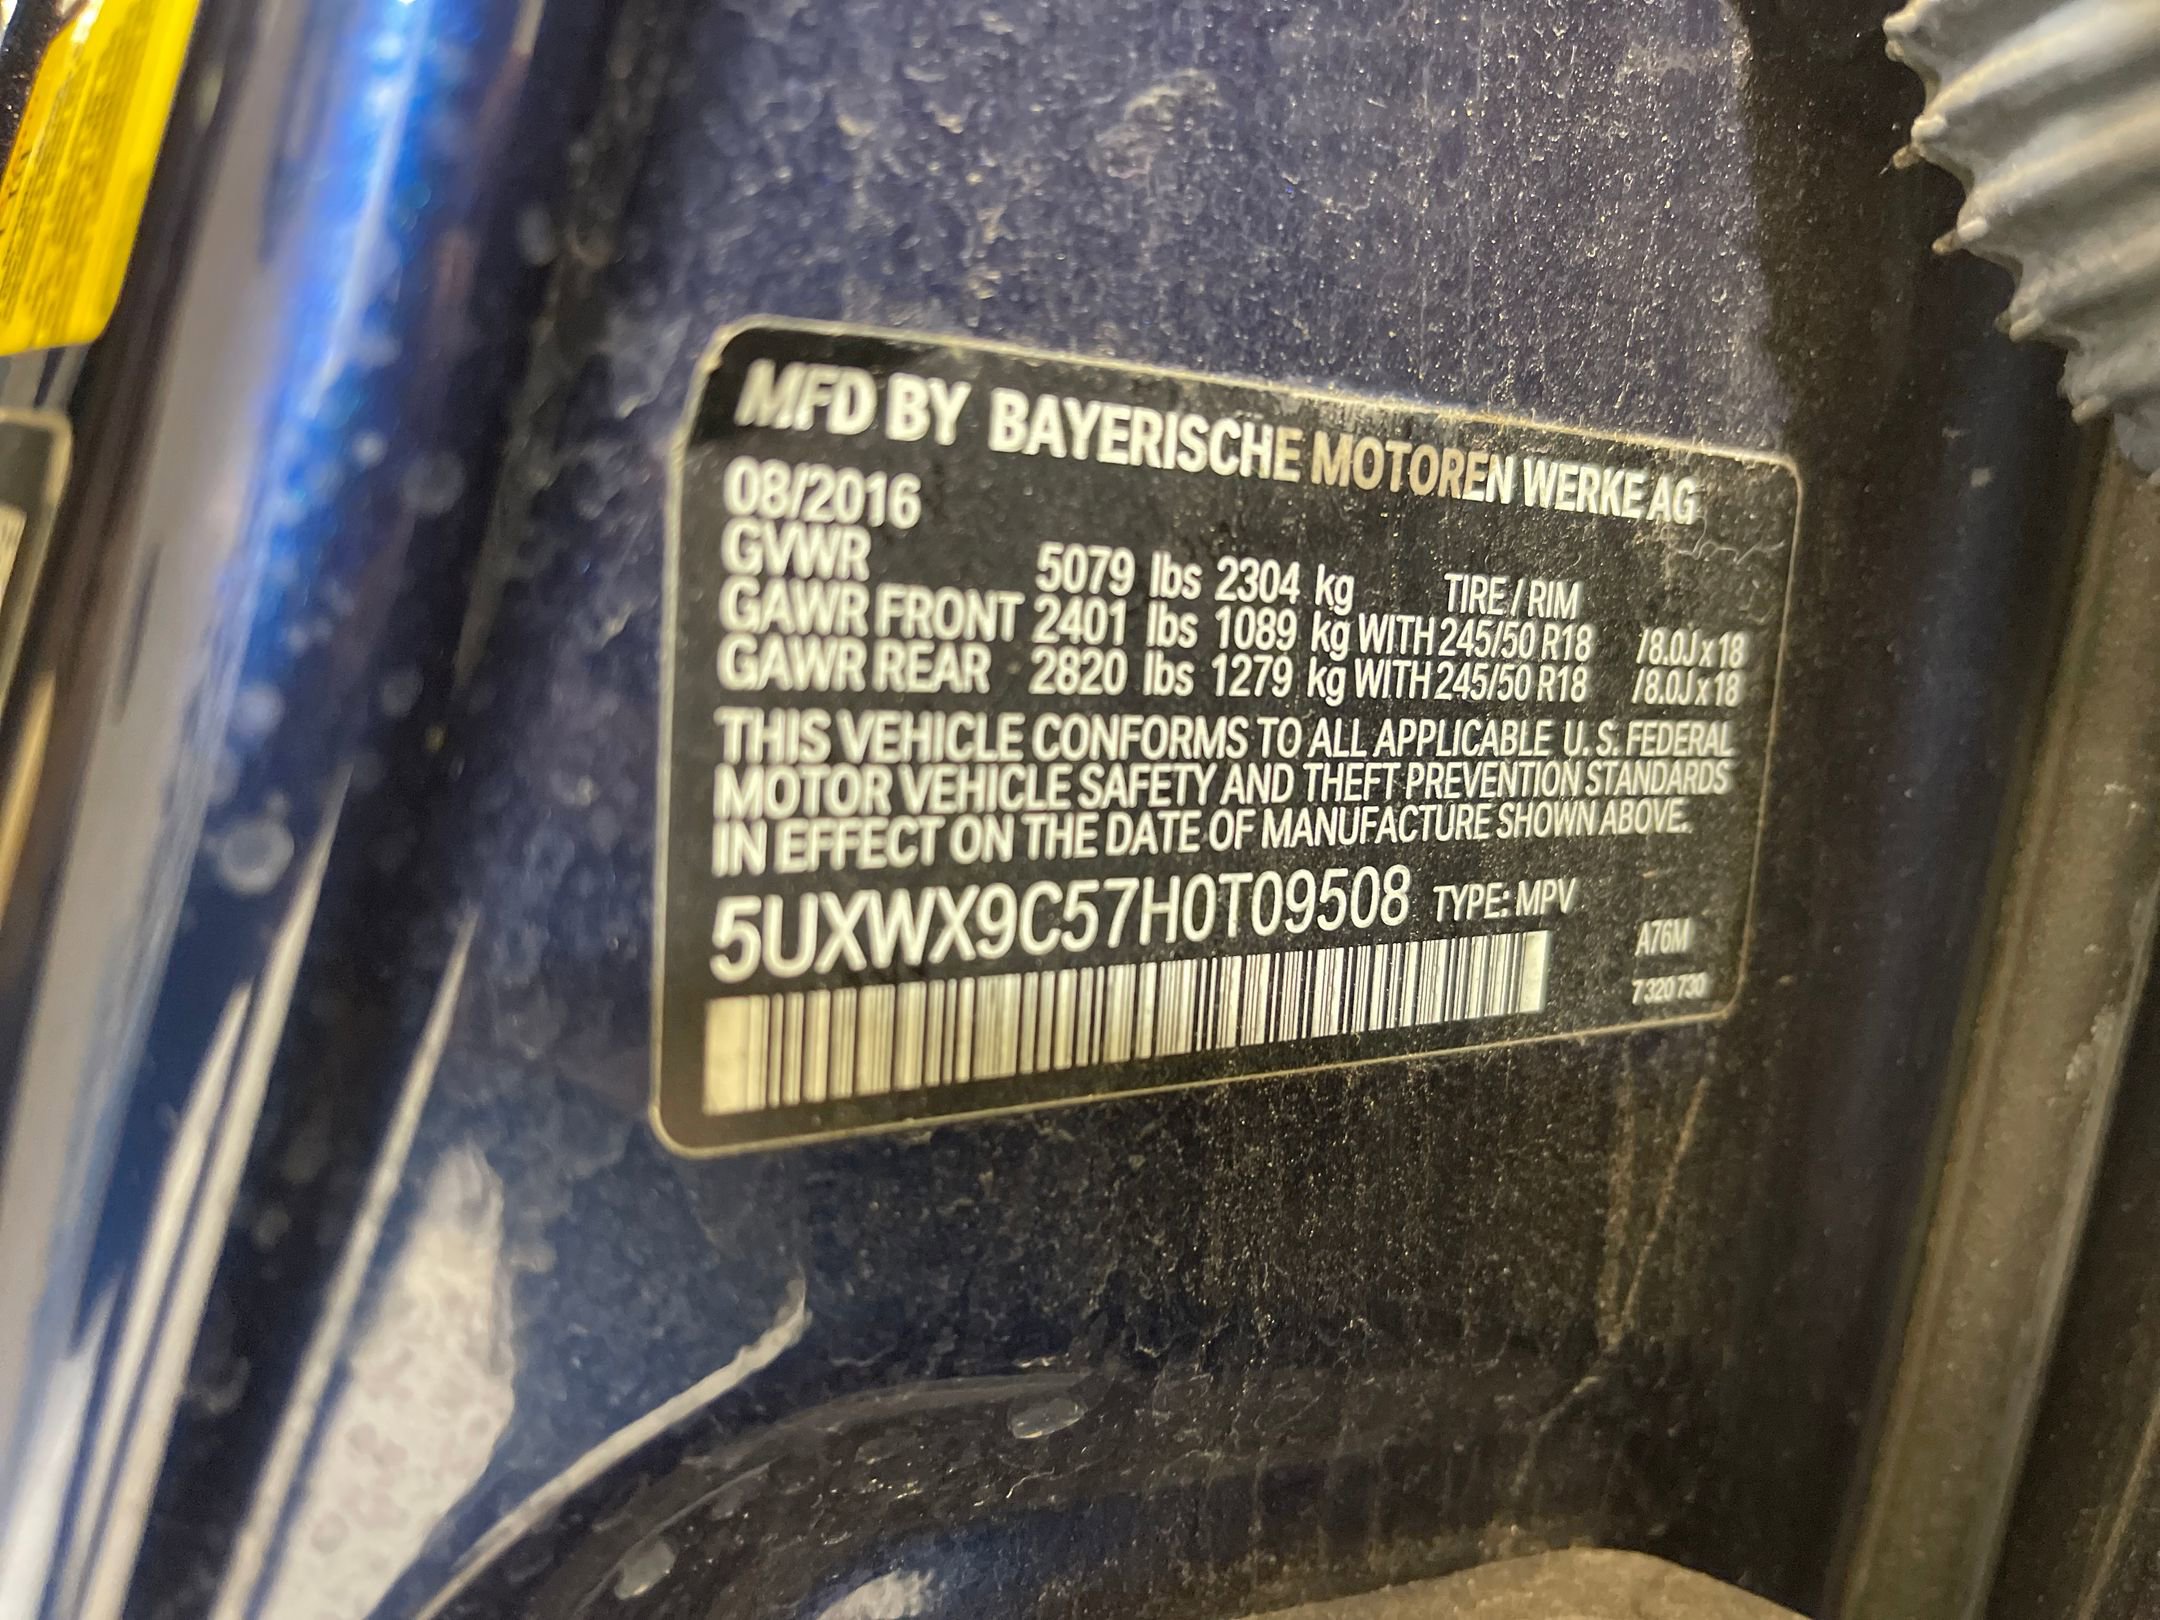 MFD BY BAYERISCHE MOTOREN WERKE AG
08/2016
GVWR 5079 lbs 2304 kg TIRE / RIM
GAWR FRONT 2401 lbs 1089 kg WITH 245/50 R18 /8.0J x 18
GAWR REAR 2820 lbs 1279 kg WITH 245/50 R18 /8.0J x 18
THIS VEHICLE CONFORMS TO ALL APPLICABLE U. S. FEDERAL
MOTOR VEHICLE SAFETY AND THEFT PREVENTION STANDARDS
IN EFFECT ON THE DATE OF MANUFACTURE SHOWN ABOVE.
5UXWX9C57H0T09508 TYPE: MPV
A76M
7 320 730